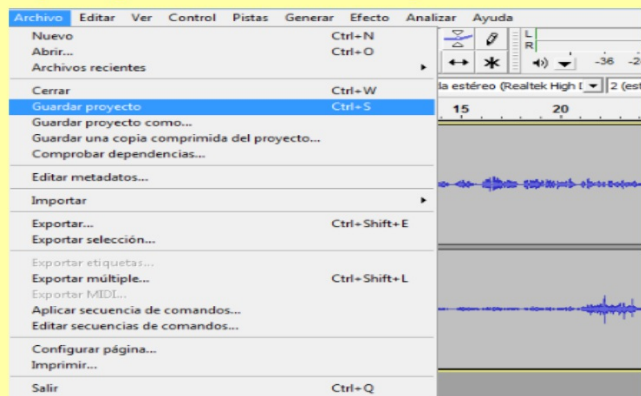 Archivo Editar Ver Control Pistas Generar Efecto Analizar Ayuda
Nuevo Ctrl+N
Abrir... Ctrl+O
Archivos recientes
Cerrar Ctrl+W
Guardar proyecto Ctrl+S
Guardar proyecto como...
Guardar una copia comprimida del proyecto...
Comprobar dependencias...
Editar metadatos...
Importar
Exportar... Ctrl+Shift+E
Exportar selección...
Exportar etiquetas...
Exportar múltiple... Ctrl+Shift+L
Exportar MIDI...
Aplicar secuencia de comandos...
Editar secuencias de comandos...
Configurar página...
Imprimir...
Salir Ctrl+Q
L
R
-36
la estéreo (Realtek High 2 (est
15 20